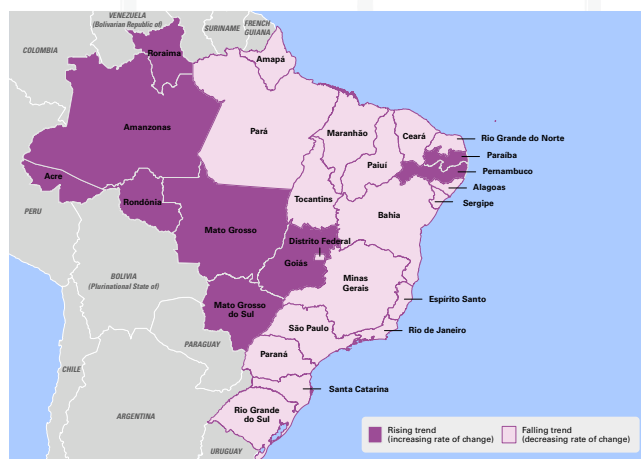 VENEZUELA
(Bolivarian Republic of)
SURINAME
FRENCH
GUIANA
COLOMBIA
Roraima
Amapá
Amanzonas
Pará
Maranhão
Ceará
Rio Grande do Norte
Paraíba
Paiuí
Pernambuco
Acre
Alagoas
Tocantins
Sergipe
Rondônia
Bahia
PERU
Mato Grosso
Distrito Federal
Goiás
BOLIVIA
(Plurinational State of)
Minas
Gerais
Espírito Santo
Mato Grosso
do Sul
São Paulo
Rio de Janeiro
PARAGUAY
Paraná
CHILE
Santa Catarina
Rio Grande
do Sul
ARGENTINA
URUGUAY
Rising trend
(increasing rate of change)
Falling trend
(decreasing rate of change)